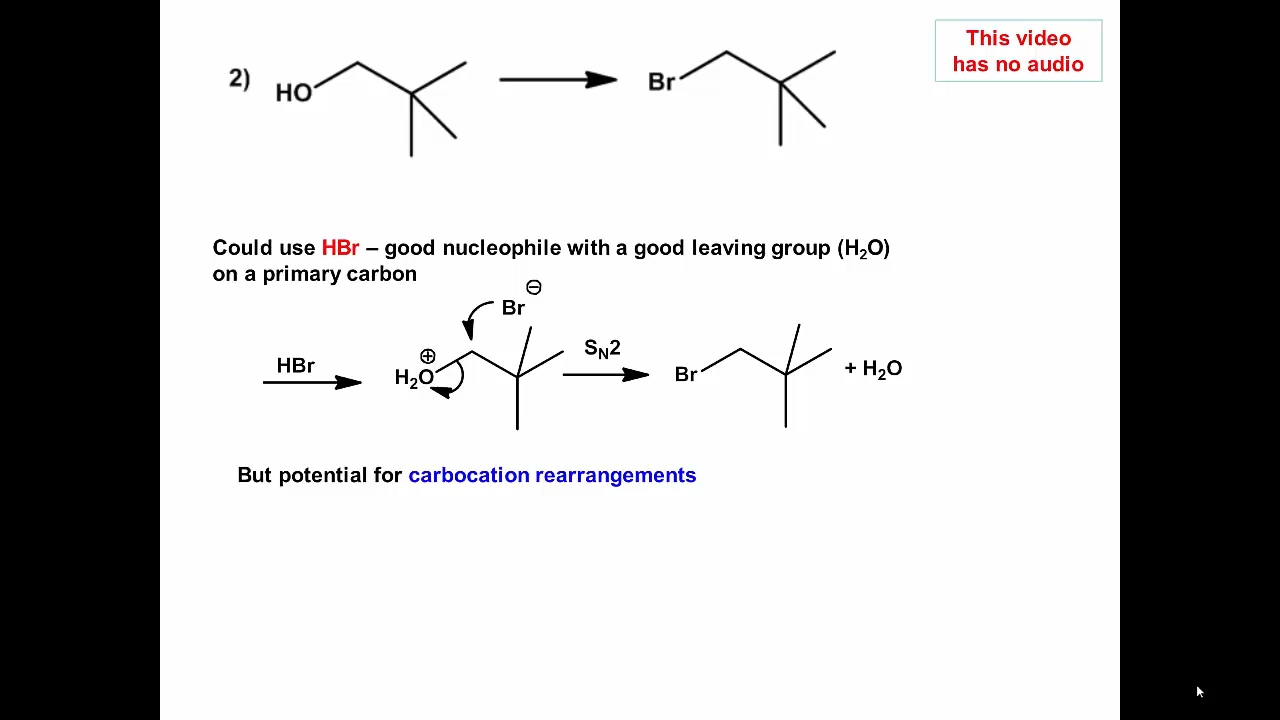 This video
has no audio
2)
HO
Br
Could use HBr – good nucleophile with a good leaving group (H₂O)
on a primary carbon
⊖
Br
HBr
⊕
H₂O
Sₙ2
Br
+ H₂O
But potential for carbocation rearrangements